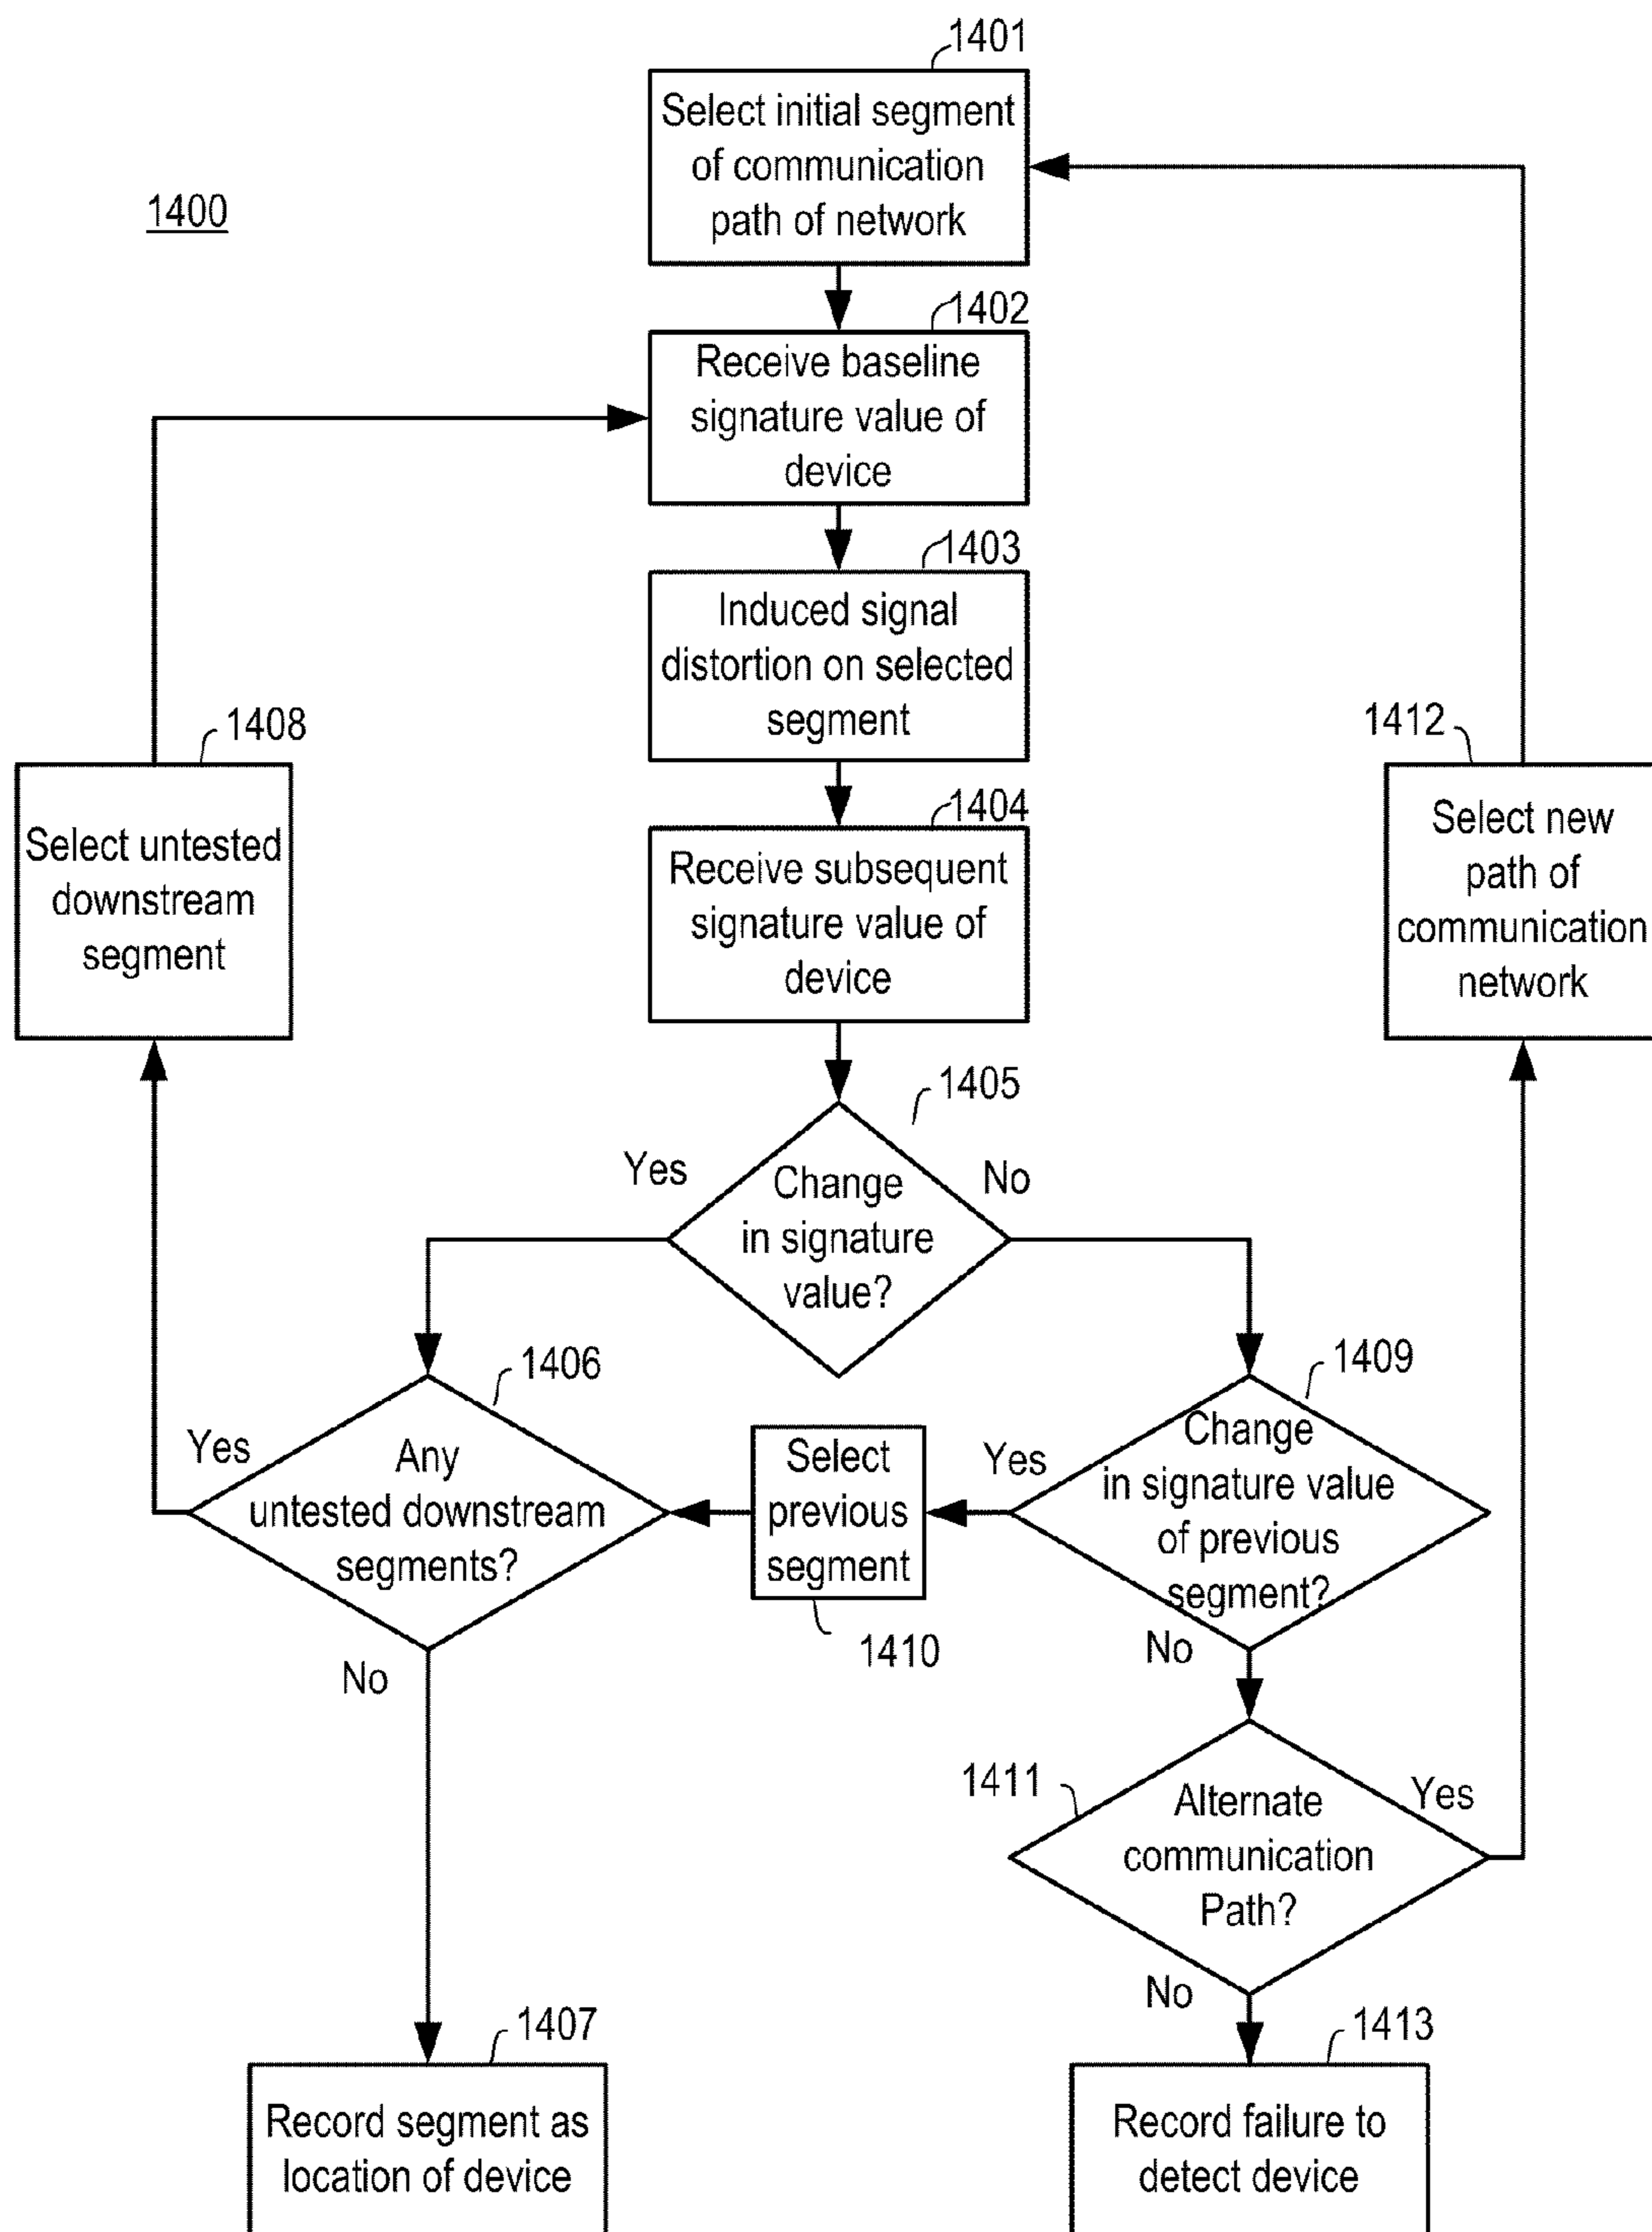 1401
Select initial segment
of communication
path of network
1400
1402
Receive baseline
signature value of
device
1403
Induced signal
distortion on selected
segment
1408
Select untested
downstream
segment
1412
Select new
path of
communication
network
1404
Receive subsequent
signature value of
device
1405
Yes
No
Change
in signature
value?
1406
Yes
Any
untested downstream
segments?
No
Select
previous
segment
1410
1409
Yes
Change
in signature value
of previous
segment?
No
1411
Alternate
communication
Path?
Yes
No
1407
Record segment as
location of device
1413
Record failure to
detect device